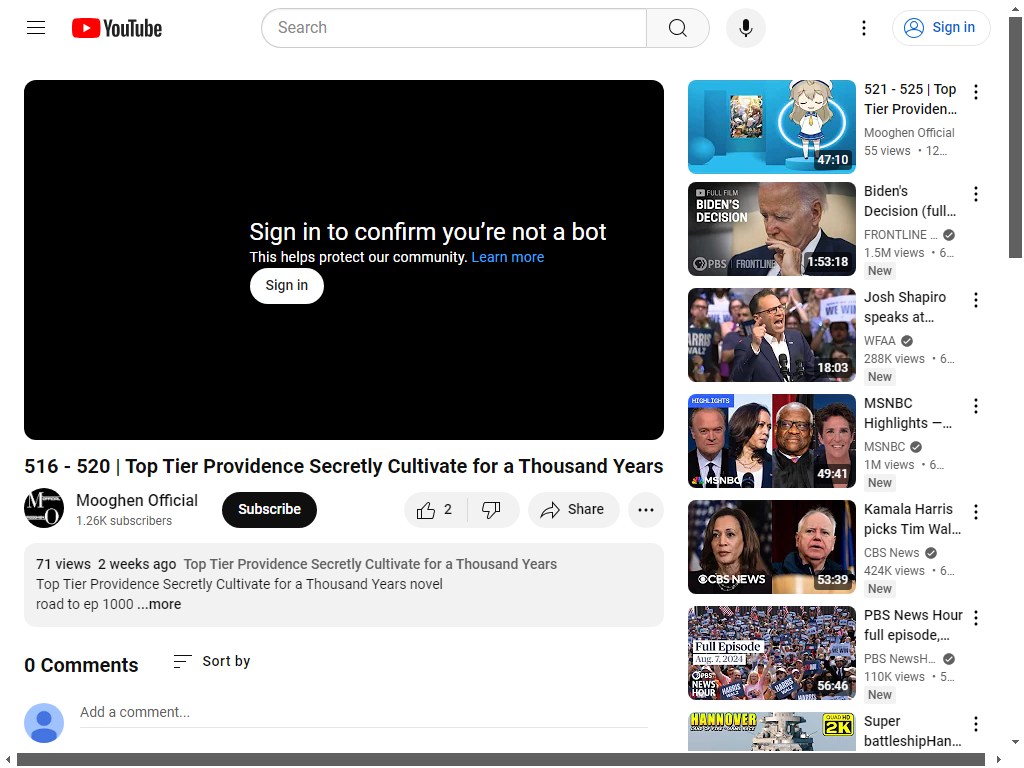 YouTube
Search
Sign in
Sign in to confirm you’re not a bot
This helps protect our community. Learn more
Sign in
516 - 520 | Top Tier Providence Secretly Cultivate for a Thousand Years
Mooghen Official
1.26K subscribers
Subscribe
2
Share
71 views 2 weeks ago Top Tier Providence Secretly Cultivate for a Thousand Years
Top Tier Providence Secretly Cultivate for a Thousand Years novel
road to ep 1000 ...more
0 Comments
Sort by
Add a comment...
47:10
521 - 525 | Top
Tier Providen...
Mooghen Official
55 views • 12...
FULL FILM
BIDEN'S
DECISION
PBS | FRONTLINE
1:53:18
Biden's
Decision (full...
FRONTLINE ...
1.5M views • 6...
New
18:03
Josh Shapiro
speaks at...
WFAA
288K views • 6...
New
HIGHLIGHTS
MSNBC
49:41
MSNBC
Highlights —...
MSNBC
1M views • 6...
New
CBS NEWS
53:39
Kamala Harris
picks Tim Wal...
CBS News
424K views • 6...
New
Full Episode
Aug. 7, 2024
PBS
NEWS
HOUR
56:46
PBS News Hour
full episode,...
PBS NewsH...
110K views • 5...
New
HANNOVER
QUAD HD
2K
Super
battleshipHan...